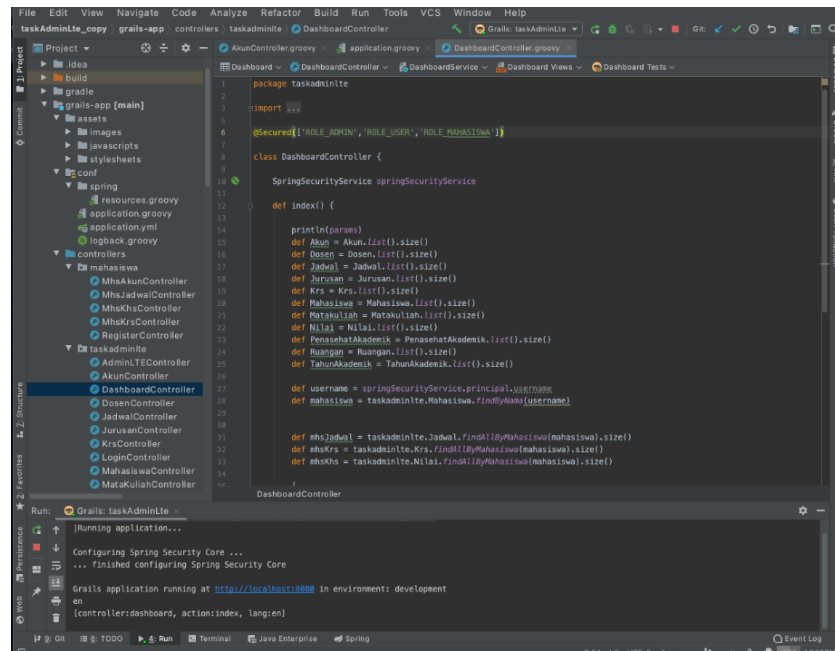 File Edit View Navigate Code Analyze Refactor Build Run Tools VCS Window Help
taskAdminLte_copy grails-app controllers taskadminlte DashboardController Grails: taskAdminLte Git:
Project
AkunController.groovy application.groovy DashboardController.groovy
Dashboard DashboardController DashboardService Dashboard Views Dashboard Tests
1: Project
Commit
Z: Structure
2: Favorites
Persistence
Web
.idea
build
gradle
grails-app [main]
assets
images
javascripts
stylesheets
conf
spring
resources.groovy
application.groovy
application.yml
logback.groovy
controllers
mahasiswa
MhsAkunController
MhsJadwalController
MhsKhsController
MhsKrsController
RegisterController
taskadminlte
AdminLTEController
AkunController
DashboardController
DosenController
JadwalController
JurusanController
KrsController
LoginController
MahasiswaController
MataKuliahController
1 package taskadminlte
2
3 import ...
5
6 @Secured(['ROLE_ADMIN','ROLE_USER','ROLE_MAHASISWA'])
7
8 class DashboardController {
9
10 SpringSecurityService springSecurityService
11
12 def index() {
13
14 println(params)
15 def Akun = Akun.list().size()
16 def Dosen = Dosen.list().size()
17 def Jadwal = Jadwal.list().size()
18 def Jurusan = Jurusan.list().size()
19 def Krs = Krs.list().size()
20 def Mahasiswa = Mahasiswa.list().size()
21 def Matakuliah = Matakuliah.list().size()
22 def Nilai = Nilai.list().size()
23 def PenasehatAkademik = PenasehatAkademik.list().size()
24 def Ruangan = Ruangan.list().size()
25 def TahunAkademik = TahunAkademik.list().size()
26
27 def username = springSecurityService.principal.username
28 def mahasiswa = taskadminlte.Mahasiswa.findByNama(username)
29
30
31 def mhsJadwal = taskadminlte.Jadwal.findAllByMahasiswa(mahasiswa).size()
32 def mhsKrs = taskadminlte.Krs.findAllByMahasiswa(mahasiswa).size()
33 def mhsKhs = taskadminlte.Nilai.findAllByMahasiswa(mahasiswa).size()
34
DashboardController
Run: Grails: taskAdminLte
|Running application...
Configuring Spring Security Core ...
... finished configuring Spring Security Core
Grails application running at http://localhost:8080 in environment: development
en
[controller:dashboard, action:index, lang:en]
9: Git 6: TODO 4: Run Terminal Java Enterprise Spring Event Log